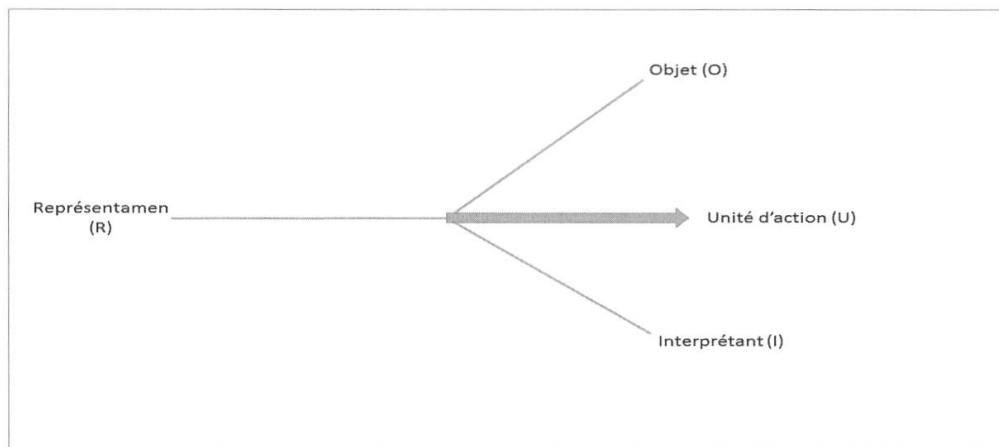 Objet (O)
Représentamen
(R)
Unité d'action (U)
Interprétant (I)